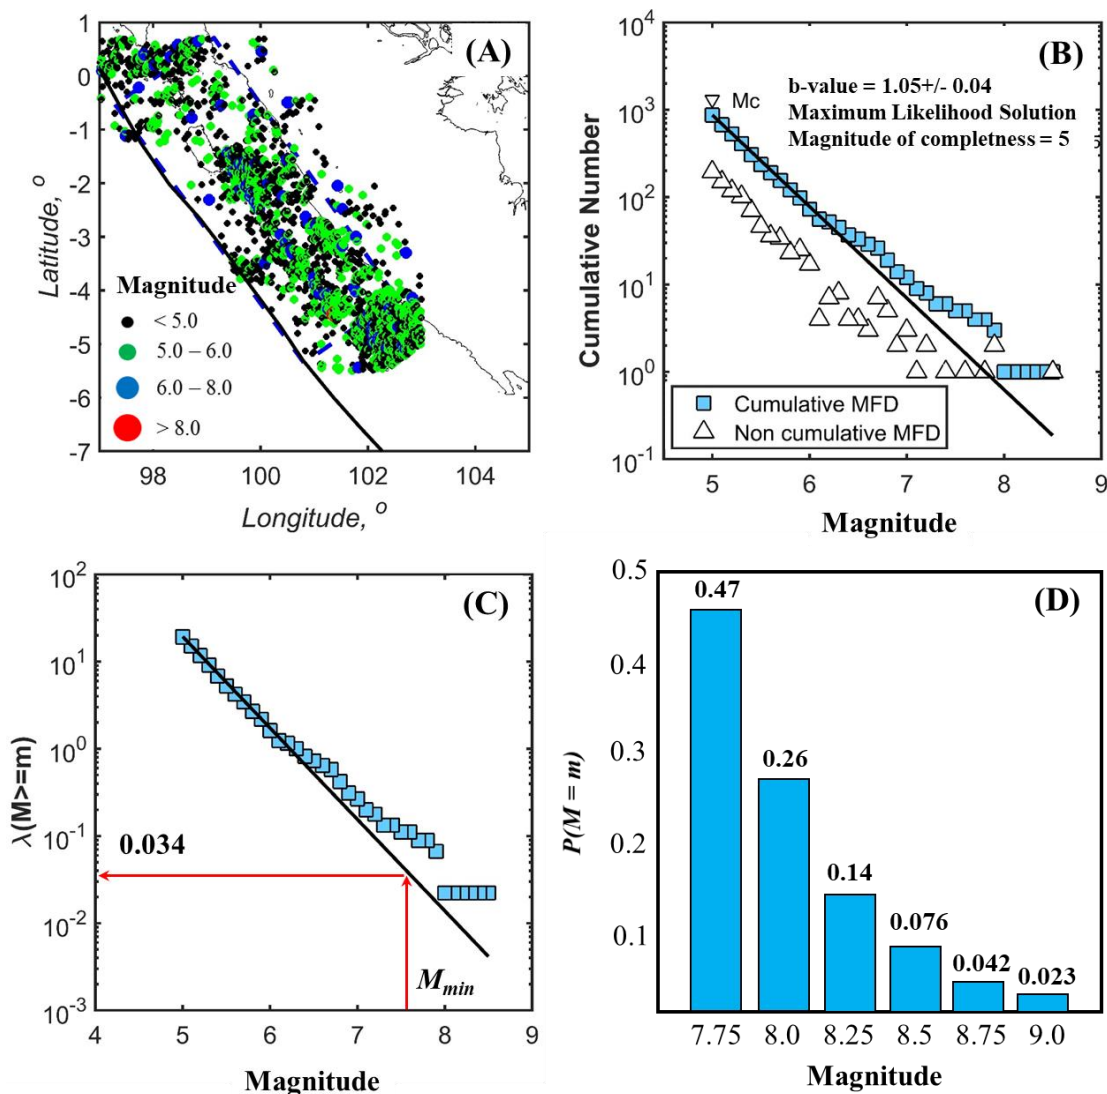 (A)
1
0
-1
-2
-3
-4
-5
-6
-7
Latitude, °
Magnitude
< 5.0
5.0 – 6.0
6.0 – 8.0
> 8.0
98 100 102 104
Longitude, °
(B)
10^4
10^3
10^2
10^1
10^0
10^-1
Cumulative Number
Mc
b-value = 1.05+/- 0.04
Maximum Likelihood Solution
Magnitude of completness = 5
Cumulative MFD
Non cumulative MFD
5 6 7 8 9
Magnitude
(C)
10^2
10^1
10^0
10^-1
10^-2
10^-3
λ(M>=m)
0.034
M_min
4 5 6 7 8 9
Magnitude
(D)
0.5
0.4
0.3
0.2
0.1
P(M = m)
0.47
0.26
0.14
0.076
0.042
0.023
7.75 8.0 8.25 8.5 8.75 9.0
Magnitude